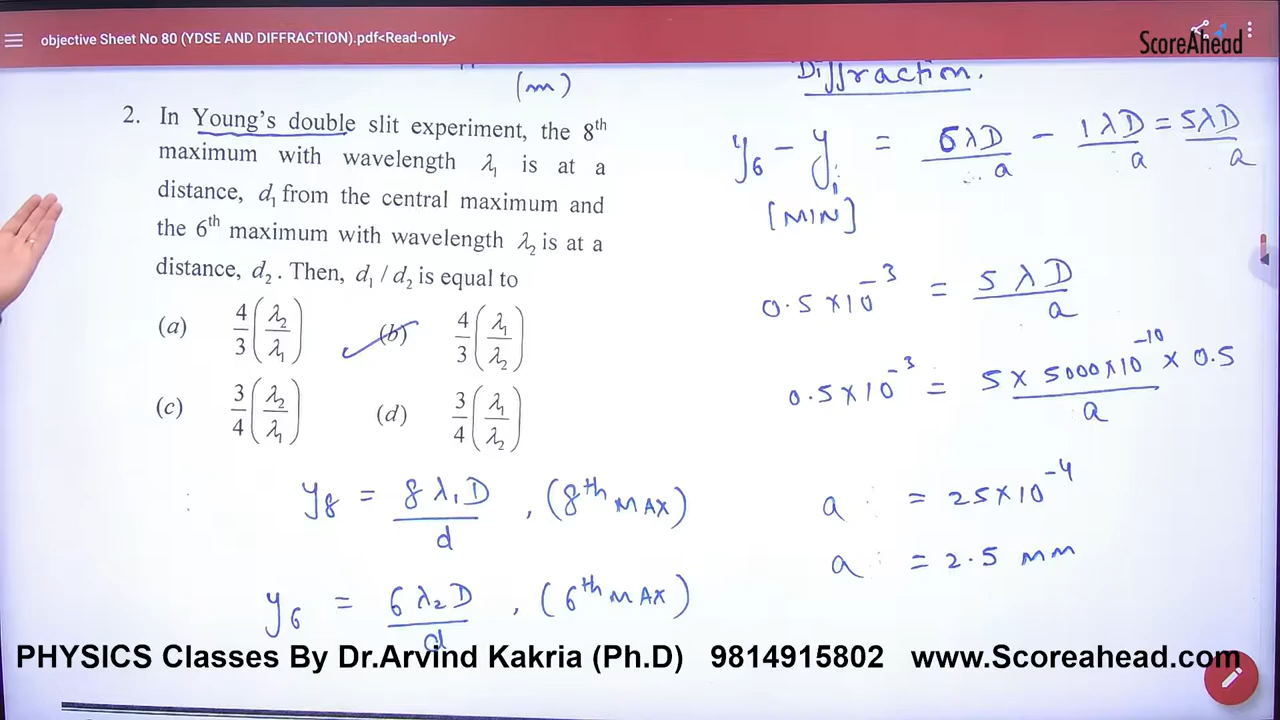 objective Sheet No 80 (YDSE AND DIFFRACTION).pdf<Read-only>
ScoreAhead
(m)
Diffraction.
2. In Young's double slit experiment, the 8th
maximum with wavelength λ₁ is at a
distance, d₁ from the central maximum and
the 6th maximum with wavelength λ₂ is at a
distance, d₂. Then, d₁ / d₂ is equal to
(a) 4/3 (λ₂/λ₁) (b) 4/3 (λ₁/λ₂)
(c) 3/4 (λ₂/λ₁) (d) 3/4 (λ₁/λ₂)
y₈ = 8 λ₁ D / d , (8th MAX)
y₆ = 6 λ₂ D / d , (6th MAX)
y₆ - y₁ = 6λD / a - 1λD / a = 5λD / a
[MIN]
0.5 × 10⁻³ = 5 λ D / a
0.5 × 10⁻³ = 5 × 5000 × 10⁻¹⁰ × 0.5 / a
a = 25 × 10⁻⁴
a = 2.5 mm
PHYSICS Classes By Dr.Arvind Kakria (Ph.D) 9814915802 www.Scoreahead.com